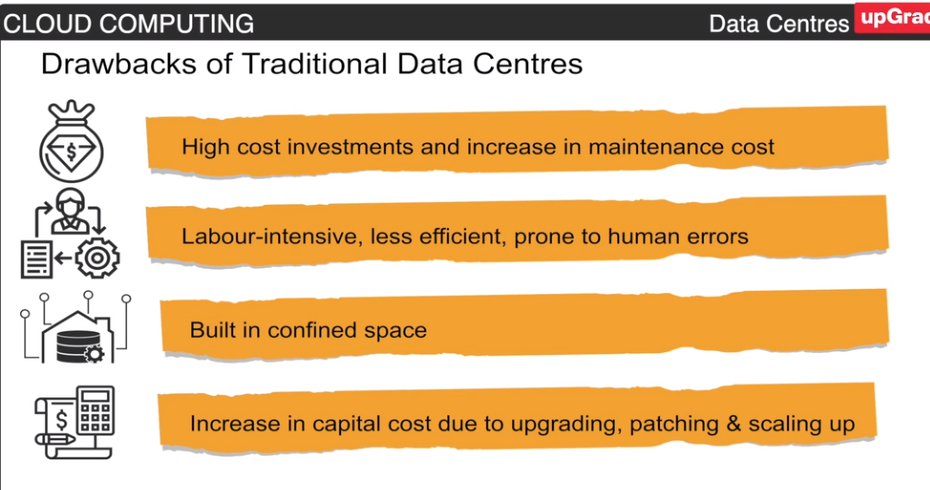 CLOUD COMPUTING
Data Centres
upGrad
Drawbacks of Traditional Data Centres
$
High cost investments and increase in maintenance cost
Labour-intensive, less efficient, prone to human errors
Built in confined space
$
Increase in capital cost due to upgrading, patching & scaling up